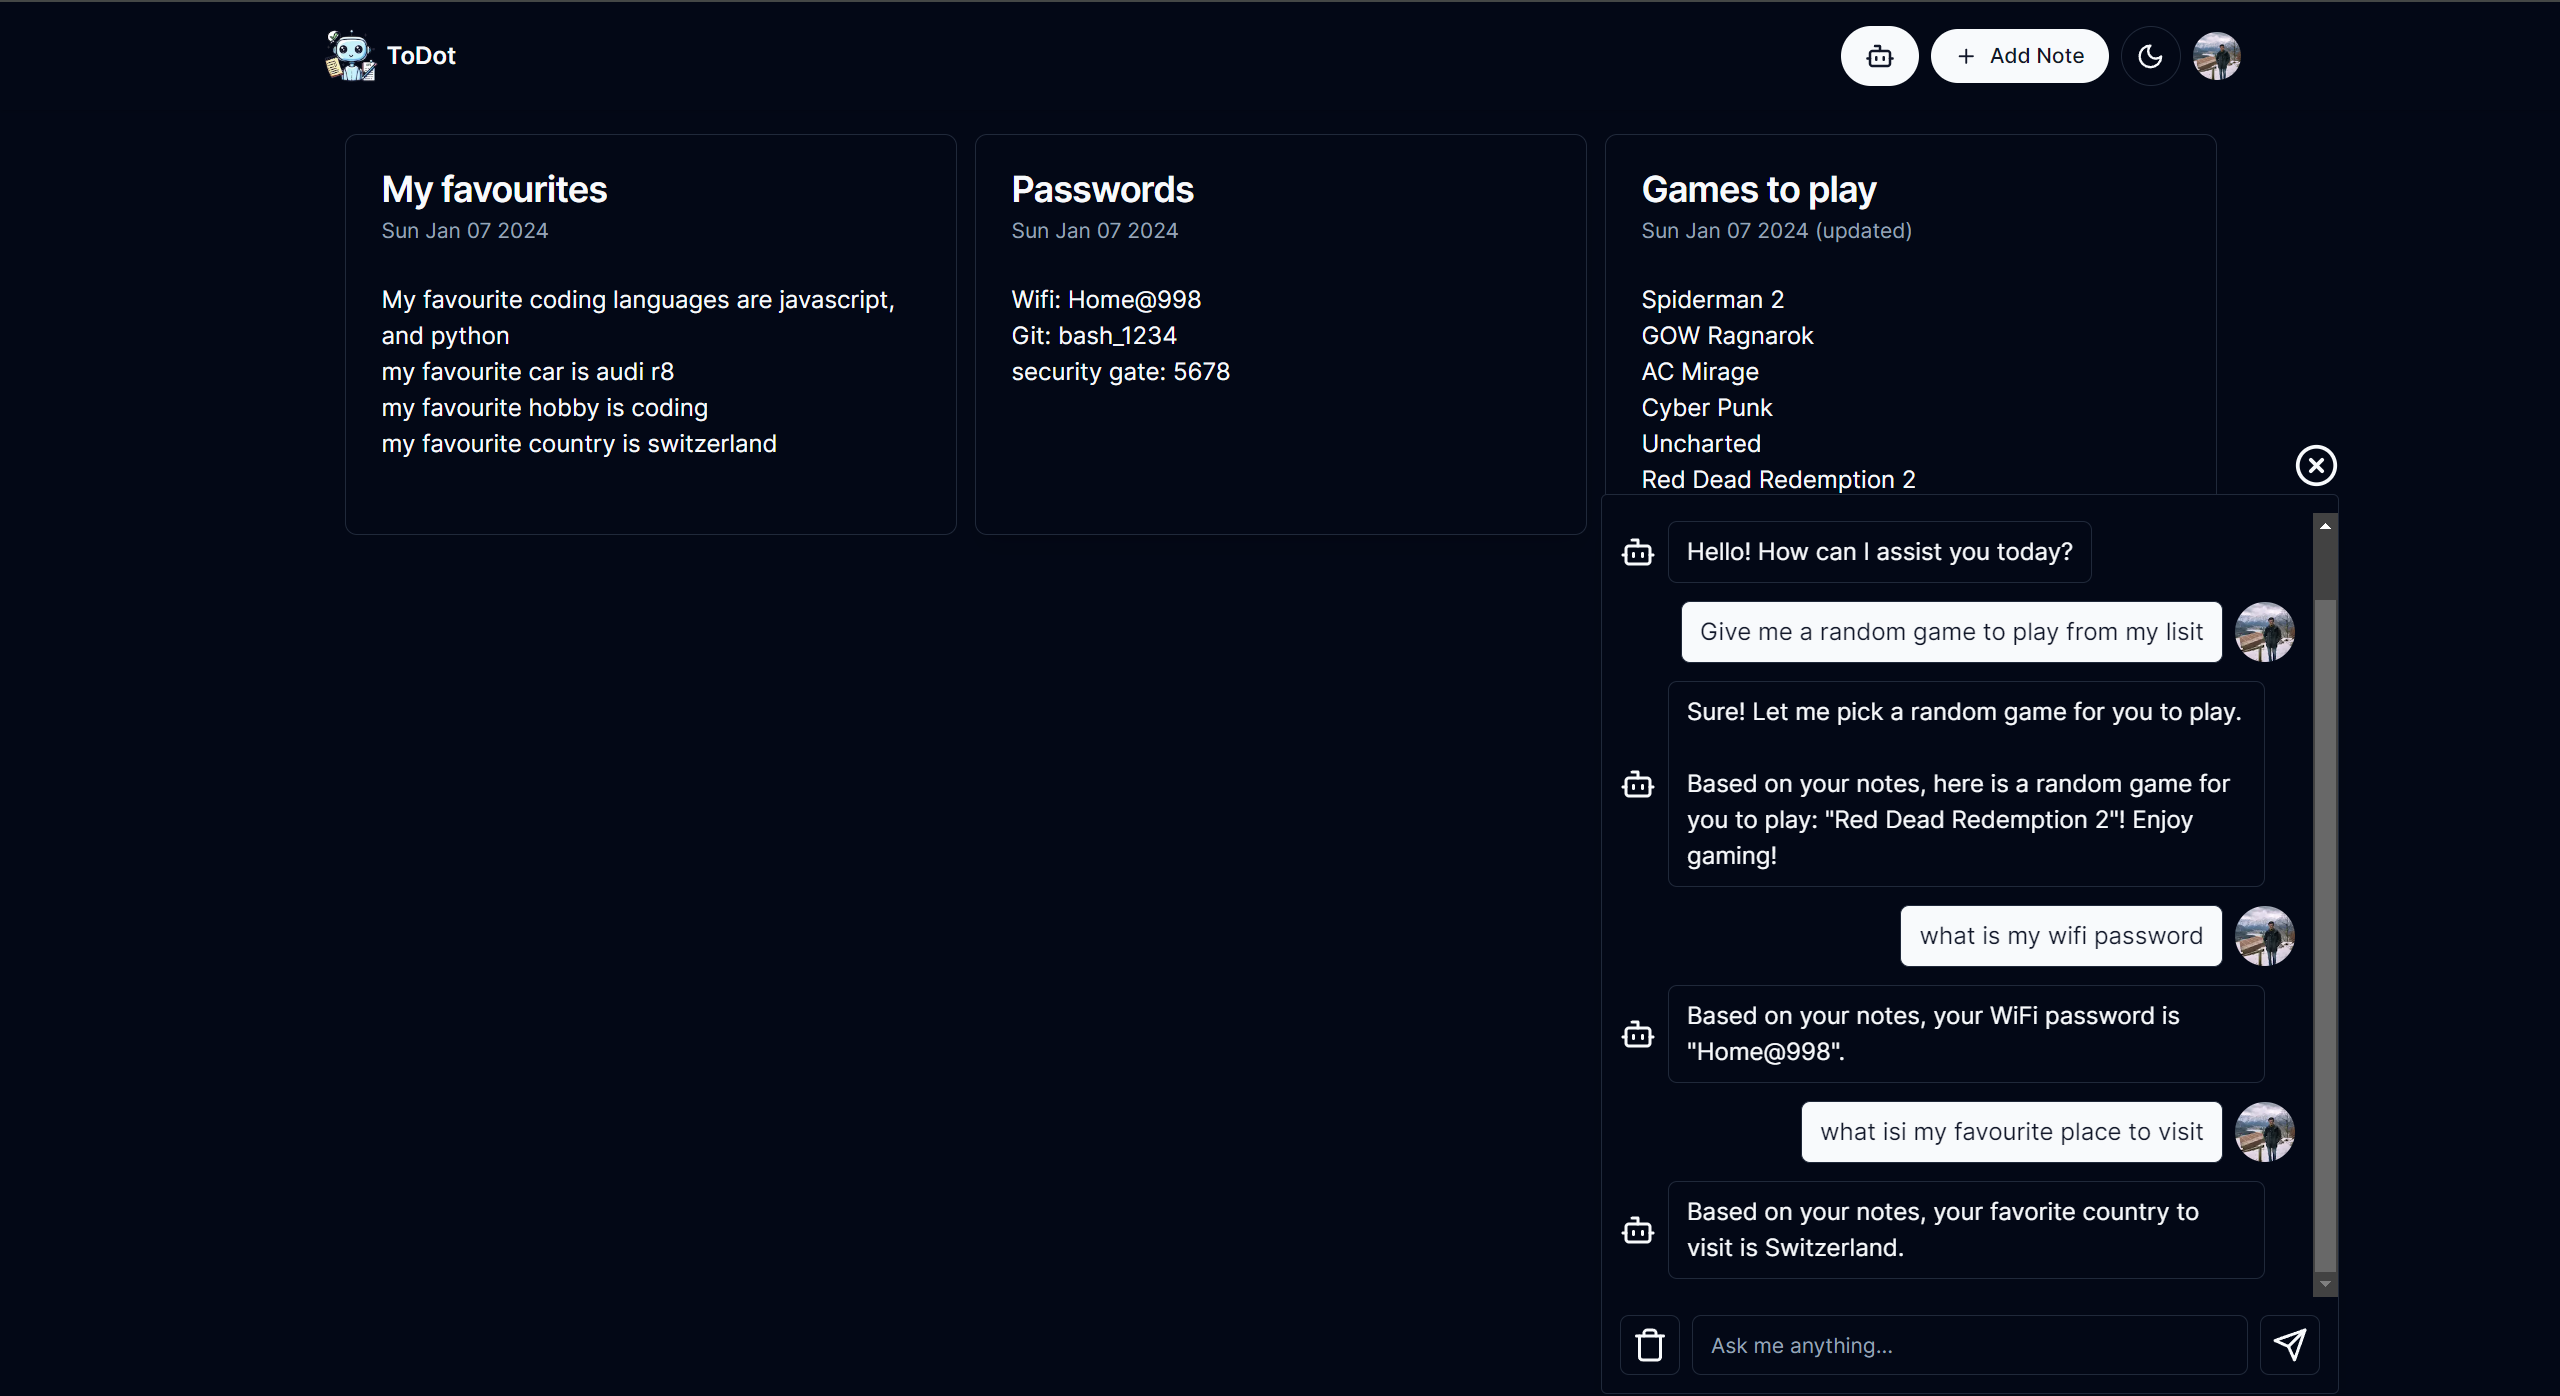 ToDot
Add Note
My favourites
Sun Jan 07 2024
My favourite coding languages are javascript,
and python
my favourite car is audi r8
my favourite hobby is coding
my favourite country is switzerland
Passwords
Sun Jan 07 2024
Wifi: Home@998
Git: bash_1234
security gate: 5678
Games to play
Sun Jan 07 2024 (updated)
Spiderman 2
GOW Ragnarok
AC Mirage
Cyber Punk
Uncharted
Red Dead Redemption 2
Hello! How can I assist you today?
Give me a random game to play from my lisit
Sure! Let me pick a random game for you to play.
Based on your notes, here is a random game for
you to play: "Red Dead Redemption 2"! Enjoy
gaming!
what is my wifi password
Based on your notes, your WiFi password is
"Home@998".
what isi my favourite place to visit
Based on your notes, your favorite country to
visit is Switzerland.
Ask me anything...